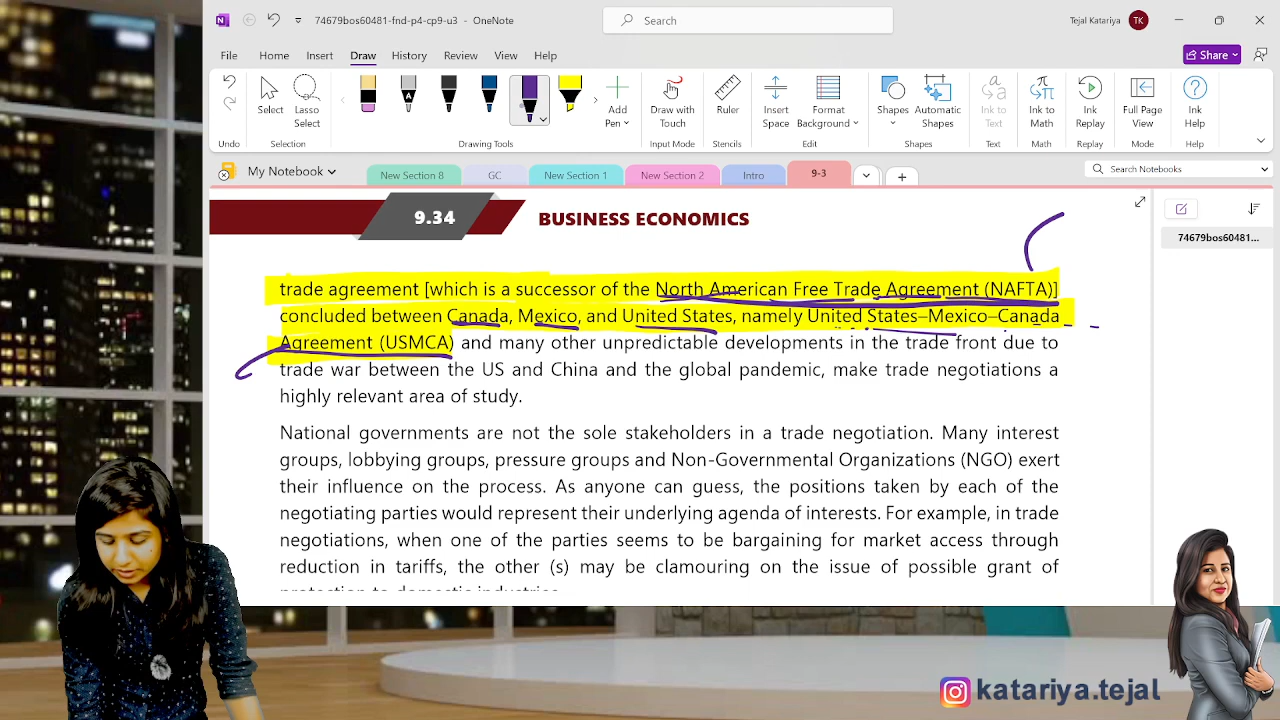 74679bos60481-fnd-p4-cp9-u3 - OneNote
Search
Tejal Katariya
TK
File Home Insert Draw History Review View Help
Share
Select
Lasso Select
Add Pen
Draw with Touch
Ruler
Insert Space
Format Background
Shapes
Automatic Shapes
Ink to Text
Ink to Math
Ink Replay
Full Page View
Ink Help
Undo Selection Drawing Tools Input Mode Stencils Edit Shapes Text Math Replay Mode Help
My Notebook
New Section 8 GC New Section 1 New Section 2 Intro 9-3
Search Notebooks
74679bos60481...
9.34 BUSINESS ECONOMICS
trade agreement [which is a successor of the North American Free Trade Agreement (NAFTA)]
concluded between Canada, Mexico, and United States, namely United States–Mexico–Canada
Agreement (USMCA) and many other unpredictable developments in the trade front due to
trade war between the US and China and the global pandemic, make trade negotiations a
highly relevant area of study.
National governments are not the sole stakeholders in a trade negotiation. Many interest
groups, lobbying groups, pressure groups and Non-Governmental Organizations (NGO) exert
their influence on the process. As anyone can guess, the positions taken by each of the
negotiating parties would represent their underlying agenda of interests. For example, in trade
negotiations, when one of the parties seems to be bargaining for market access through
reduction in tariffs, the other (s) may be clamouring on the issue of possible grant of
katariya.tejal